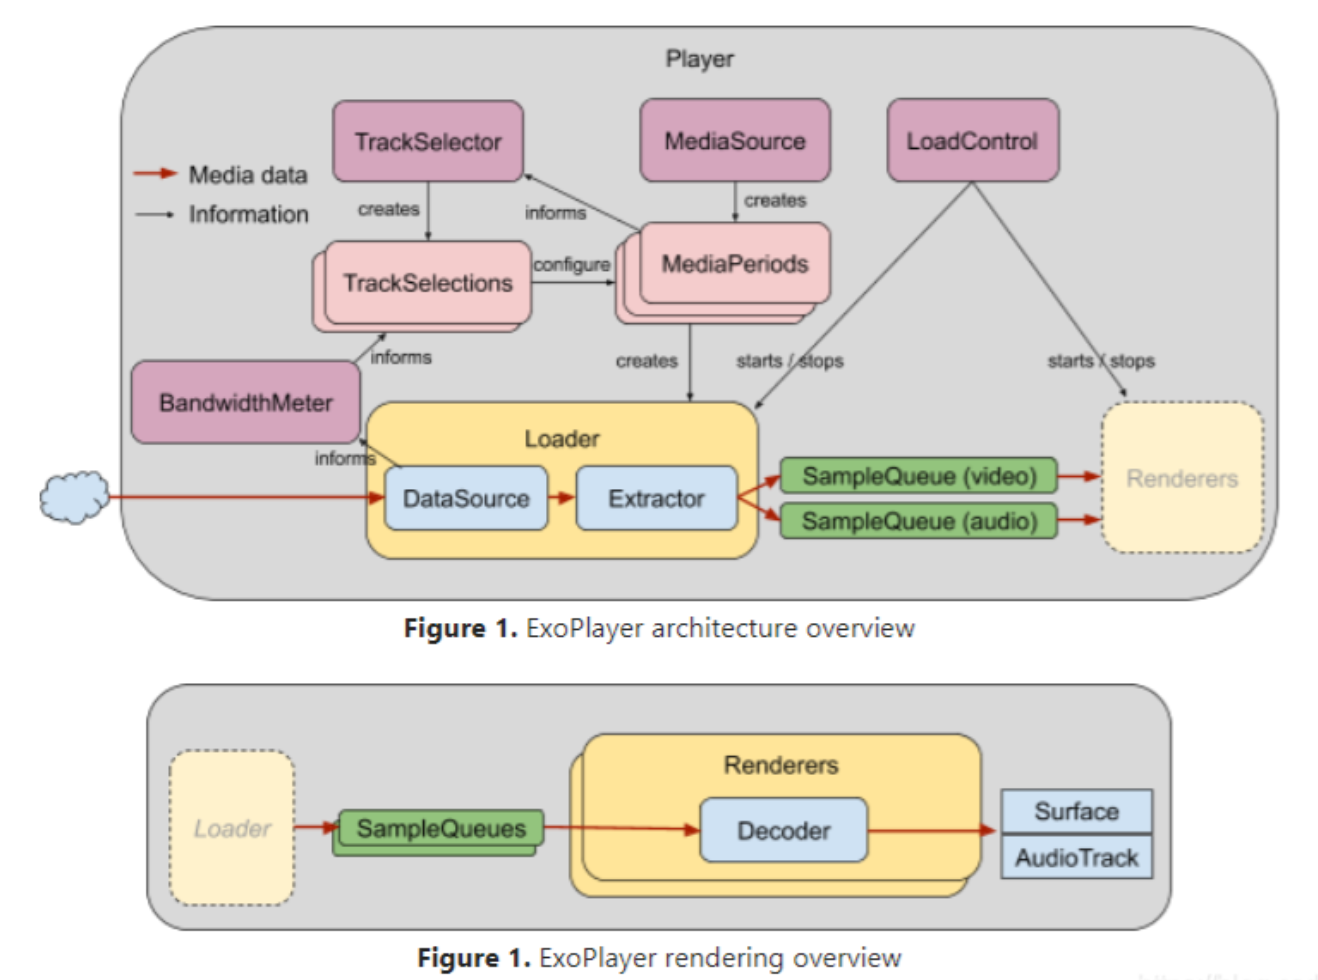 Player
TrackSelector
MediaSource
LoadControl
Media data
Information
creates
informs
creates
TrackSelections
configure
MediaPeriods
informs
creates
starts / stops
starts / stops
BandwidthMeter
informs
Loader
DataSource
Extractor
SampleQueue (video)
SampleQueue (audio)
Renderers
Figure 1. ExoPlayer architecture overview
Loader
SampleQueues
Renderers
Decoder
Surface
AudioTrack
Figure 1. ExoPlayer rendering overview